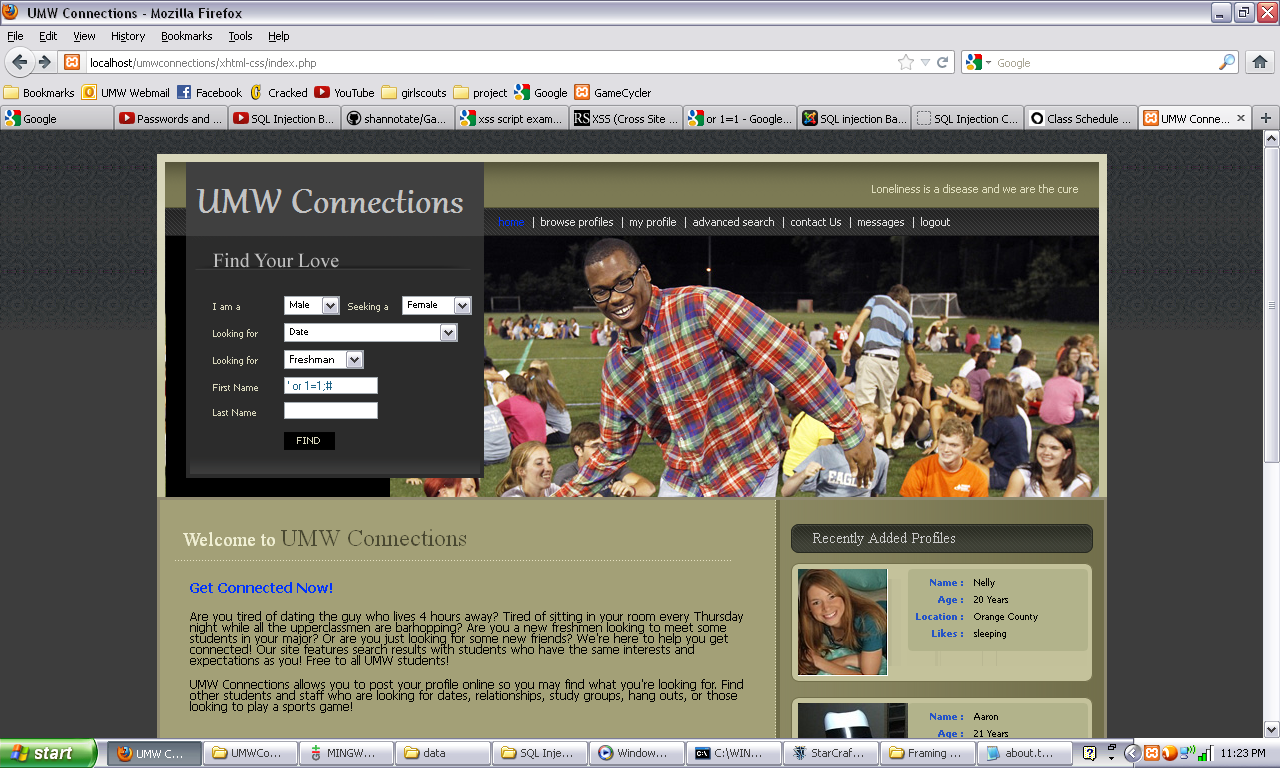 UMW Connections - Mozilla Firefox
File Edit View History Bookmarks Tools Help
localhost/umwconnections/xhtml-css/index.php Google
Bookmarks UMW Webmail Facebook Cracked YouTube girlscouts project Google GameCycler
Google Passwords and ... SQL Injection B... shannotate/Ga... xss script exam... RS XSS (Cross Site ... or 1=1 - Google... SQL injection Ba... SQL Injection C... Class Schedule ... UMW Conne...
Loneliness is a disease and we are the cure
UMW Connections
home | browse profiles | my profile | advanced search | contact Us | messages | logout
Find Your Love
I am a Male Seeking a Female
Looking for Date
Looking for Freshman
First Name ' or 1=1;#
Last Name
FIND
EAGL
Welcome to UMW Connections
Get Connected Now!
Are you tired of dating the guy who lives 4 hours away? Tired of sitting in your room every Thursday
night while all the upperclassmen are barhopping? Are you a new freshmen looking to meet some
students in your major? Or are you just looking for some new friends? We're here to help you get
connected! Our site features search results with students who have the same interests and
expectations as you! Free to all UMW students!
UMW Connections allows you to post your profile online so you may find what you're looking for. Find
other students and staff who are looking for dates, relationships, study groups, hang outs, or those
looking to play a sports game!
Recently Added Profiles
Name : Nelly
Age : 20 Years
Location : Orange County
Likes : sleeping
Name : Aaron
Age : 21 Years
start UMW C... UMWCo... MINGW... data SQL Inje... Window... C:\WIN... StarCraf... Framing ... about.t... 11:23 PM